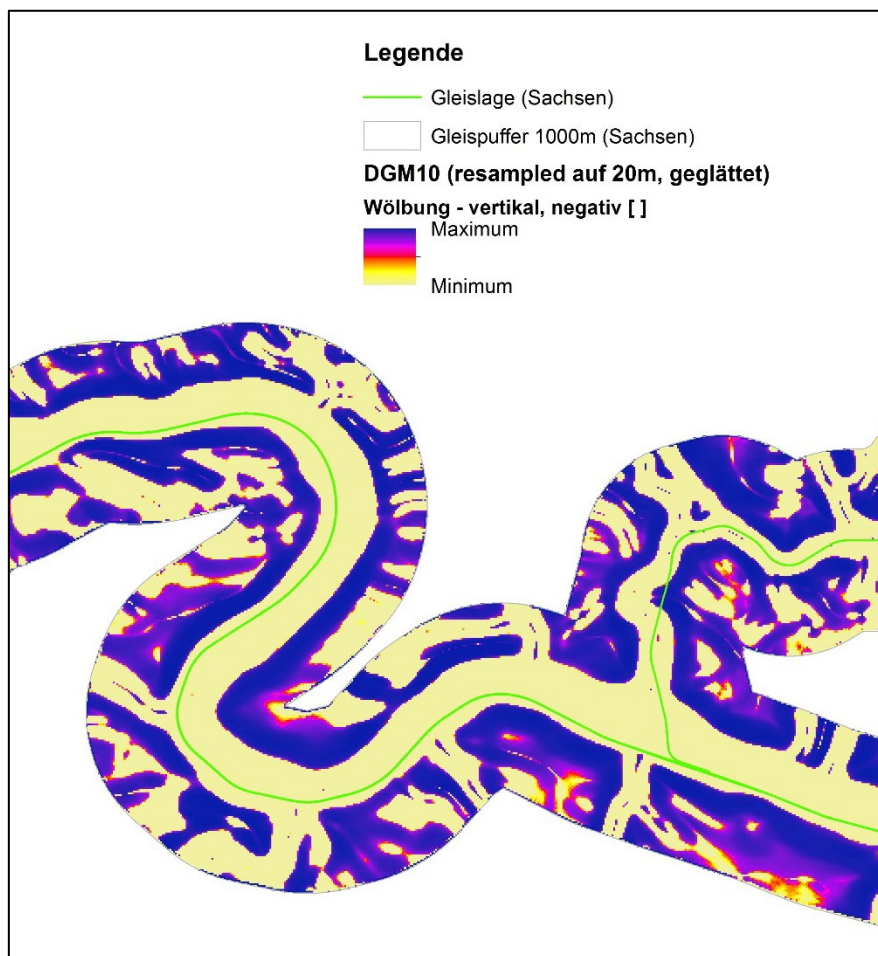 Legende
Gleislage (Sachsen)
Gleispuffer 1000m (Sachsen)
DGM10 (resampled auf 20m, geglättet)
Wölbung - vertikal, negativ [ ]
Maximum
Minimum